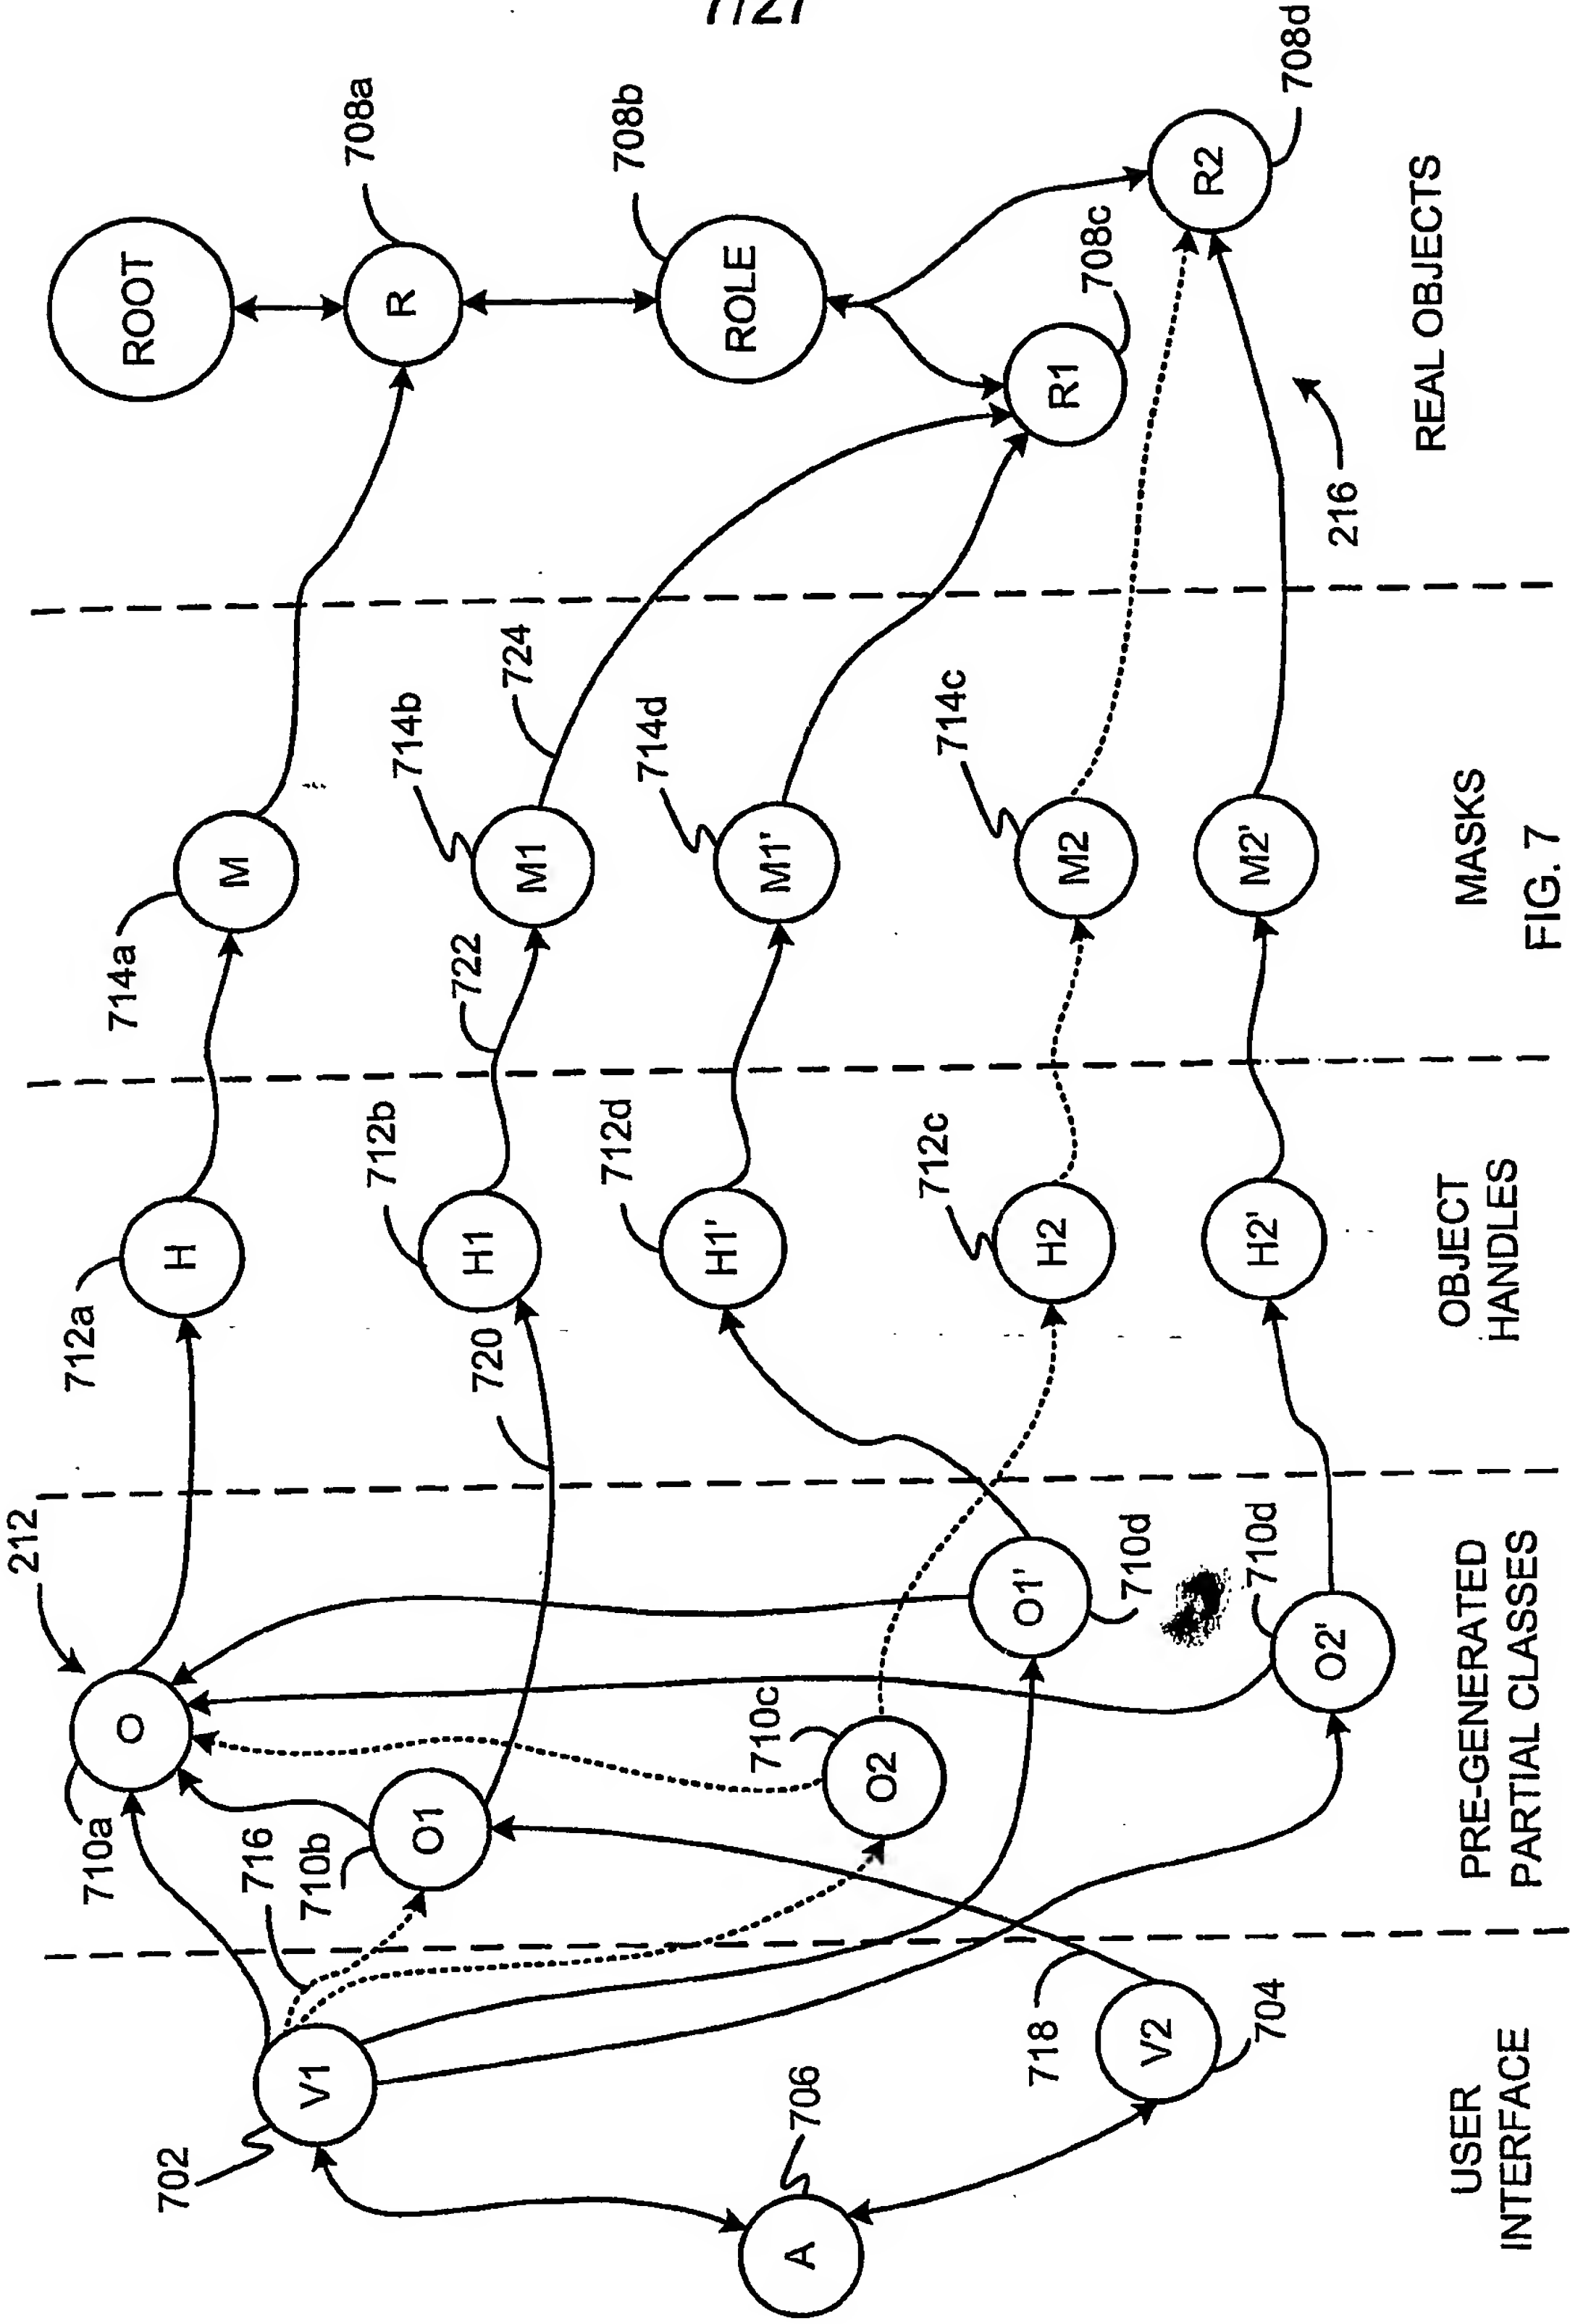 7/27
ROOT
708a
R
708b
ROLE
708c
R1
708d
R2
216
REAL OBJECTS
714a
M
714b
M1
724
714d
M1'
714c
M2
M2'
722
MASKS
FIG. 7
712a
H
712b
H1
720
712d
H1'
712c
H2
H2'
OBJECT
HANDLES
212
O
710a
716
710b
O1
710c
O2
O1'
710d
710d
O2'
PRE-GENERATED
PARTIAL CLASSES
702
V1
706
A
718
V2
704
USER
INTERFACE